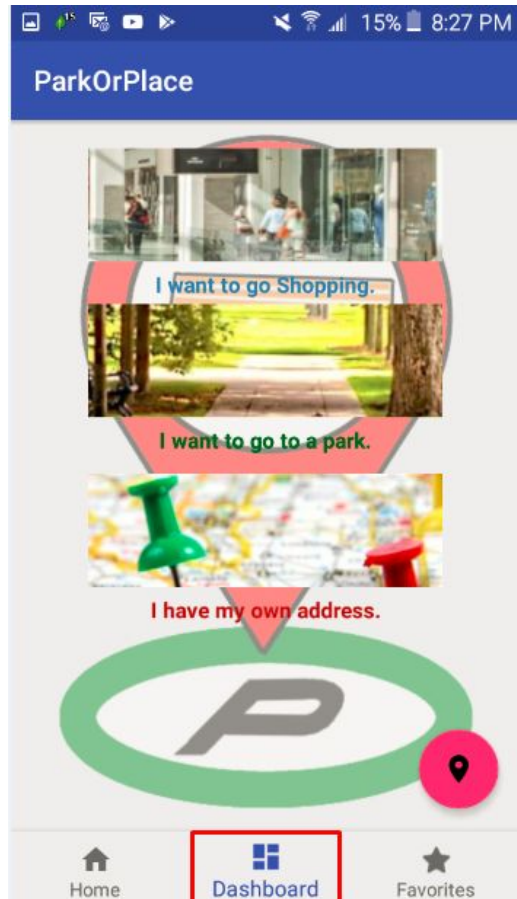 15
15% 8:27 PM
ParkOrPlace
I want to go Shopping.
I want to go to a park.
I have my own address.
P
Home Dashboard Favorites